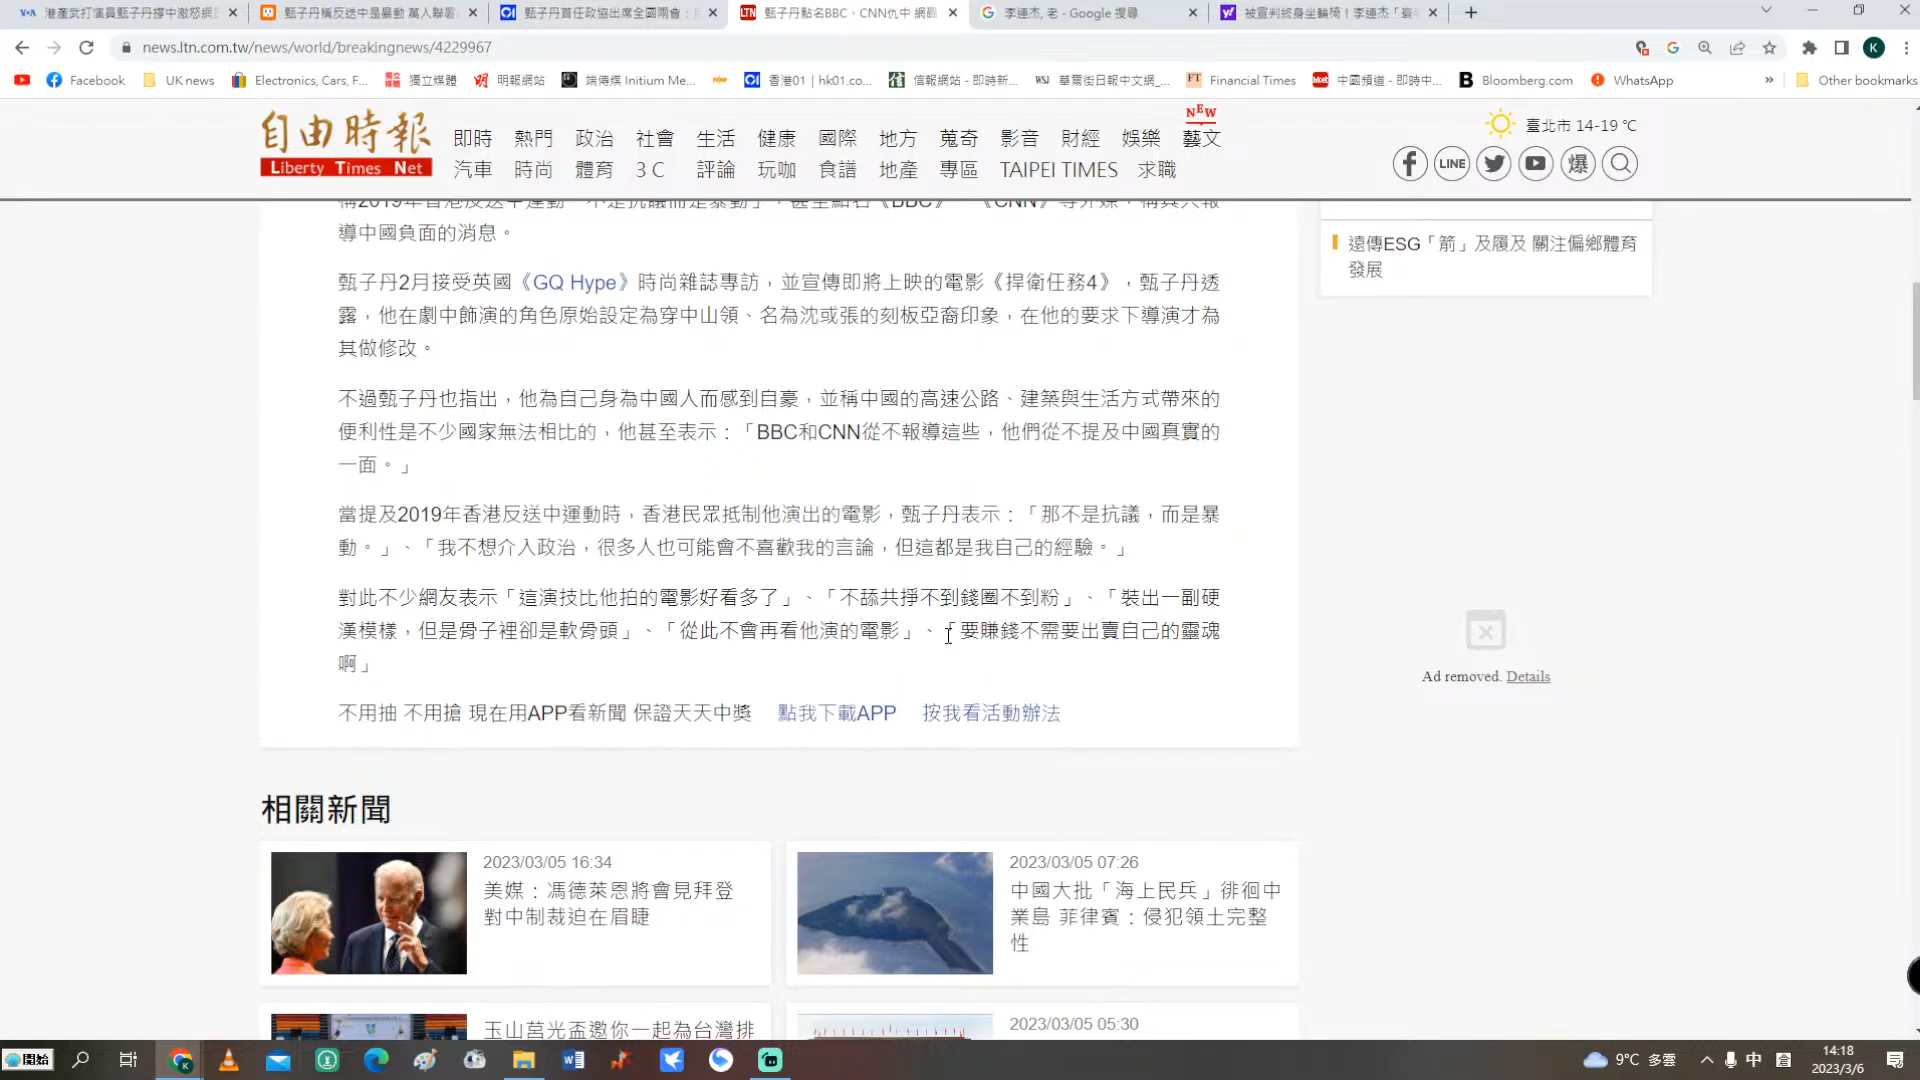 港產武打演員甄子丹撐中激怒網
甄子丹稱反送中是暴動 萬人聯署
甄子丹首任政協出席全國兩會：
甄子丹點名BBC、CNN仇中 網
李連杰, 老 - Google 搜尋
被宣判終身坐輪椅！李連杰「
news.ltn.com.tw/news/world/breakingnews/4229967
K
Facebook
UK news
Electronics, Cars, F...
獨立媒體
明報網站
端傳媒 Initium Me...
香港01 | hk01.co...
信報網站 - 即時新...
華爾街日報中文網_...
Financial Times
中國頻道 - 即時中...
Bloomberg.com
WhatsApp
Other bookmarks
自由時報
Liberty Times Net
即時 熱門 政治 社會 生活 健康 國際 地方 蒐奇 影音 財經 娛樂 藝文
NEW
汽車 時尚 體育 3 C 評論 玩咖 食譜 地產 專區 TAIPEI TIMES 求職
臺北市 14-19 ℃
LINE
爆
稱2019年香港反送中運動「不是抗議而是暴動」，甚至點名《BBC》、《CNN》等外媒，稱其只報
導中國負面的消息。
甄子丹2月接受英國《GQ Hype》時尚雜誌專訪，並宣傳即將上映的電影《捍衛任務4》，甄子丹透
露，他在劇中飾演的角色原始設定為穿中山領、名為沈或張的刻板亞裔印象，在他的要求下導演才為
其做修改。
不過甄子丹也指出，他為自己身為中國人而感到自豪，並稱中國的高速公路、建築與生活方式帶來的
便利性是不少國家無法相比的，他甚至表示：「BBC和CNN從不報導這些，他們從不提及中國真實的
一面。」
當提及2019年香港反送中運動時，香港民眾抵制他演出的電影，甄子丹表示：「那不是抗議，而是暴
動。」、「我不想介入政治，很多人也可能會不喜歡我的言論，但這都是我自己的經驗。」
對此不少網友表示「這演技比他拍的電影好看多了」、「不舔共掙不到錢圈不到粉」、「裝出一副硬
漢模樣，但是骨子裡卻是軟骨頭」、「從此不會再看他演的電影」、「要賺錢不需要出賣自己的靈魂
啊」
不用抽 不用搶 現在用APP看新聞 保證天天中獎 點我下載APP 按我看活動辦法
遠傳ESG「箭」及履及 關注偏鄉體育
發展
Ad removed. Details
相關新聞
2023/03/05 16:34
美媒：馮德萊恩將會見拜登
對中制裁迫在眉睫
2023/03/05 07:26
中國大批「海上民兵」徘徊中
業島 菲律賓：侵犯領土完整
性
玉山莒光盃邀你一起為台灣排
2023/03/05 05:30
開始
9°C 多雲
中
倉
14:18
2023/3/6